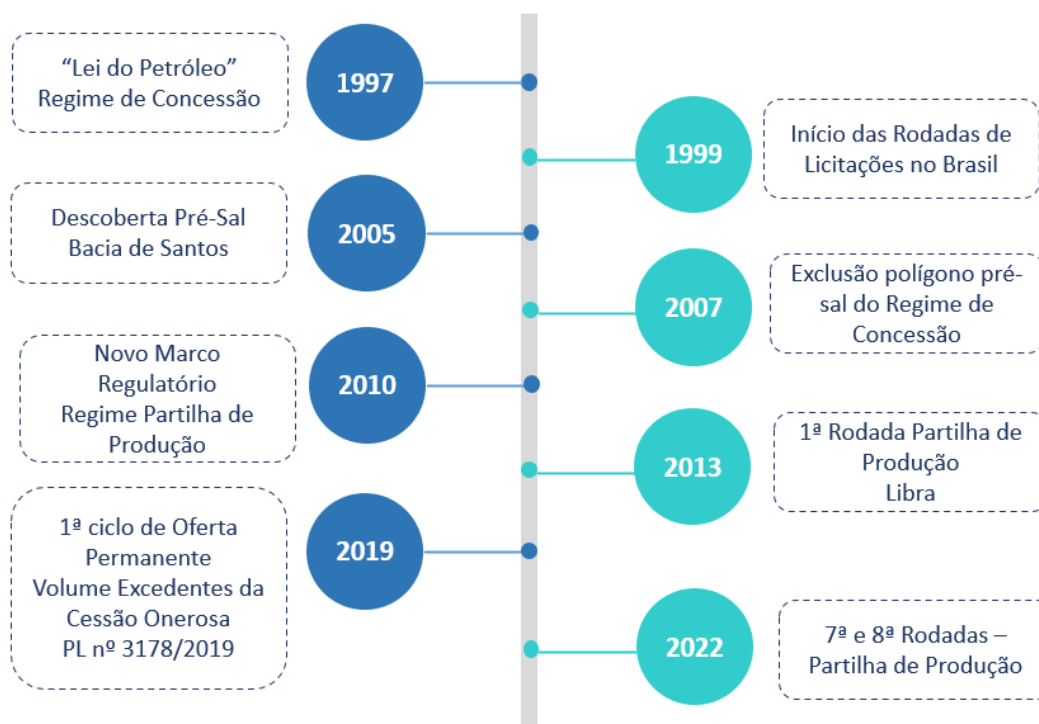 “Lei do Petróleo”
Regime de Concessão
1997
1999
Início das Rodadas de
Licitações no Brasil
Descoberta Pré-Sal
Bacia de Santos
2005
2007
Exclusão polígono pré-
sal do Regime de
Concessão
Novo Marco
Regulatório
Regime Partilha de
Produção
2010
2013
1ª Rodada Partilha de
Produção
Libra
1ª ciclo de Oferta
Permanente
Volume Excedentes da
Cessão Onerosa
PL nº 3178/2019
2019
2022
7ª e 8ª Rodadas –
Partilha de Produção